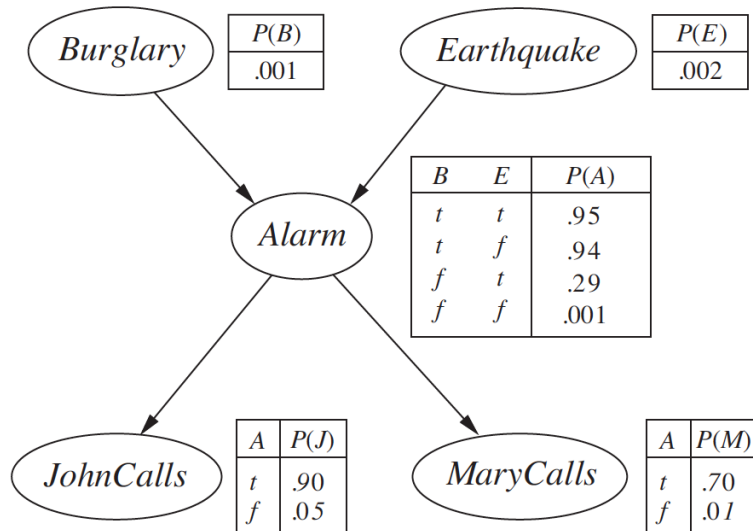 Burglary
P(B)
.001
Earthquake
P(E)
.002
B E P(A)
t t .95
t f .94
f t .29
f f .001
Alarm
JohnCalls
A P(J)
t .90
f .05
MaryCalls
A P(M)
t .70
f .01